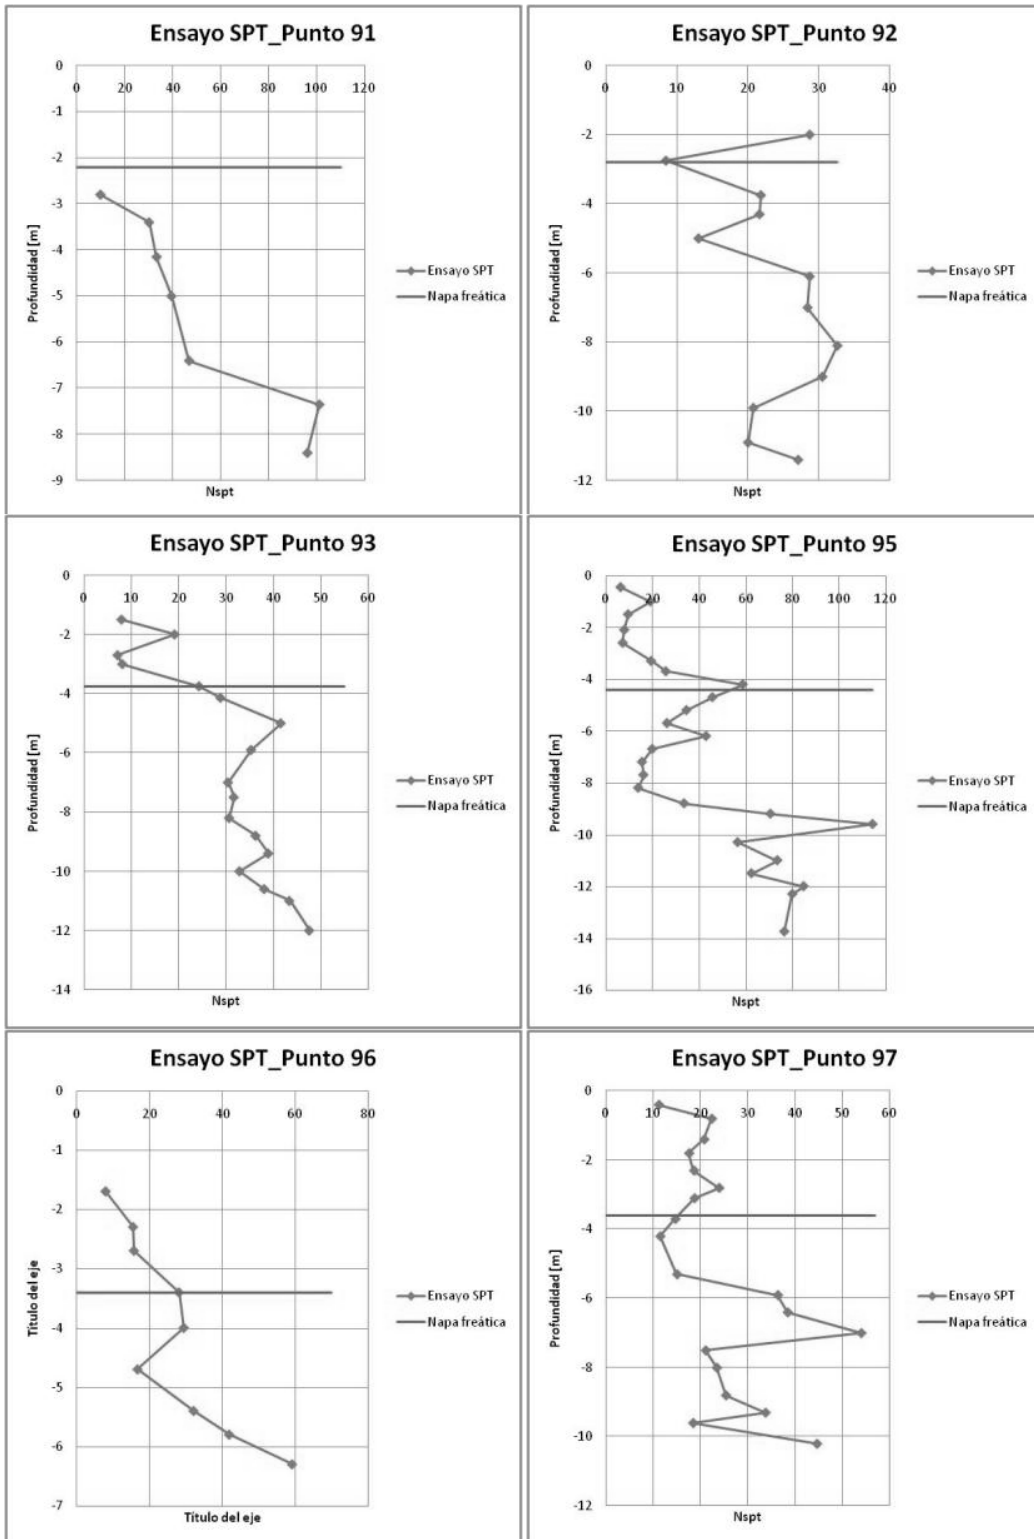 Ensayo SPT_Punto 91
0
0 20 40 60 80 100 120
-1
-2
-3
-4
-5
-6
-7
-8
-9
Profundidad [m]
Nspt
Ensayo SPT
Napa freática
Ensayo SPT_Punto 92
0
0 10 20 30 40
-2
-4
-6
-8
-10
-12
Profundidad [m]
Nspt
Ensayo SPT
Napa freática
Ensayo SPT_Punto 93
0
0 10 20 30 40 50 60
-2
-4
-6
-8
-10
-12
-14
Profundidad [m]
Nspt
Ensayo SPT
Napa freática
Ensayo SPT_Punto 95
0
0 20 40 60 80 100 120
-2
-4
-6
-8
-10
-12
-14
-16
Profundidad [m]
Nspt
Ensayo SPT
Napa freática
Ensayo SPT_Punto 96
0
0 20 40 60 80
-1
-2
-3
-4
-5
-6
-7
Título del eje
Título del eje
Ensayo SPT
Napa freática
Ensayo SPT_Punto 97
0
0 10 20 30 40 50 60
-2
-4
-6
-8
-10
-12
Profundidad [m]
Nspt
Ensayo SPT
Napa freática